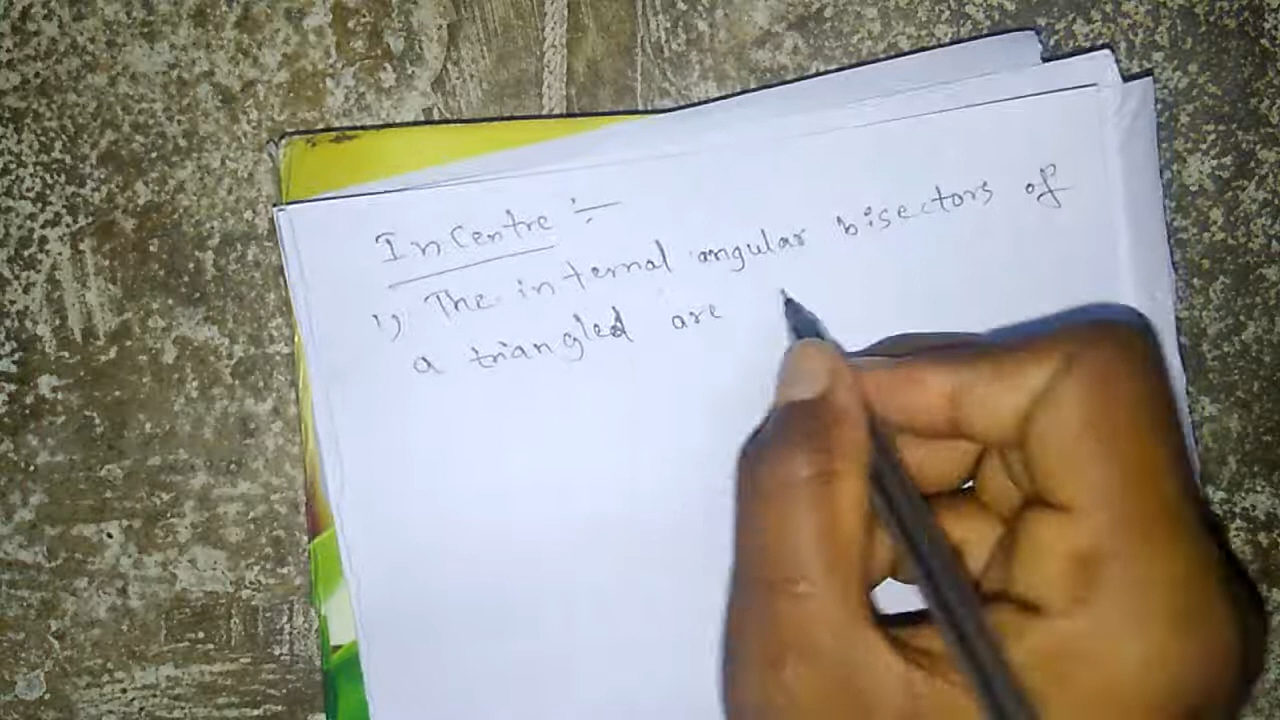 InCentre :-
1) The internal angular bisectors of
a triangled are